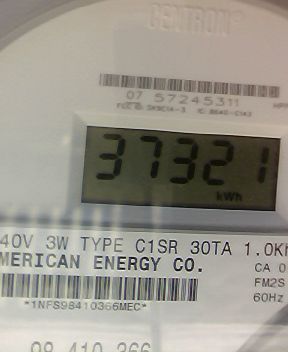 CENTRON®
07 57245311
37321
kWh
40V 3W TYPE C1SR 30TA 1.0K
MERICAN ENERGY CO.
CA 0
FM2S
60Hz
*1NFS98410366MEC*
98 410 366